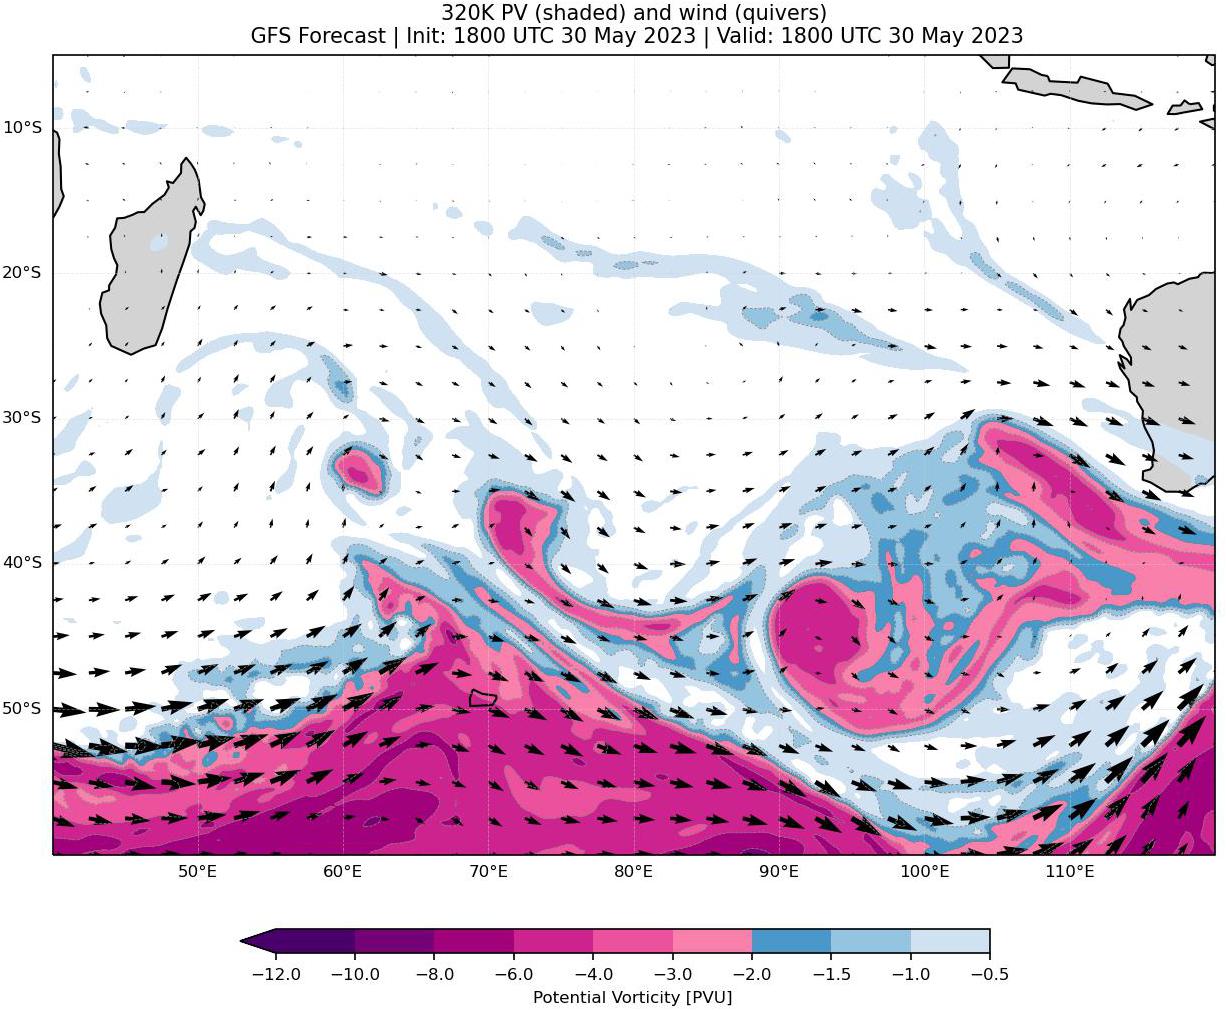 320K PV (shaded) and wind (quivers)
GFS Forecast | Init: 1800 UTC 30 May 2023 | Valid: 1800 UTC 30 May 2023
10°S
20°S
30°S
40°S
50°S
50°E 60°E 70°E 80°E 90°E 100°E 110°E
−12.0 −10.0 −8.0 −6.0 −4.0 −3.0 −2.0 −1.5 −1.0 −0.5
Potential Vorticity [PVU]